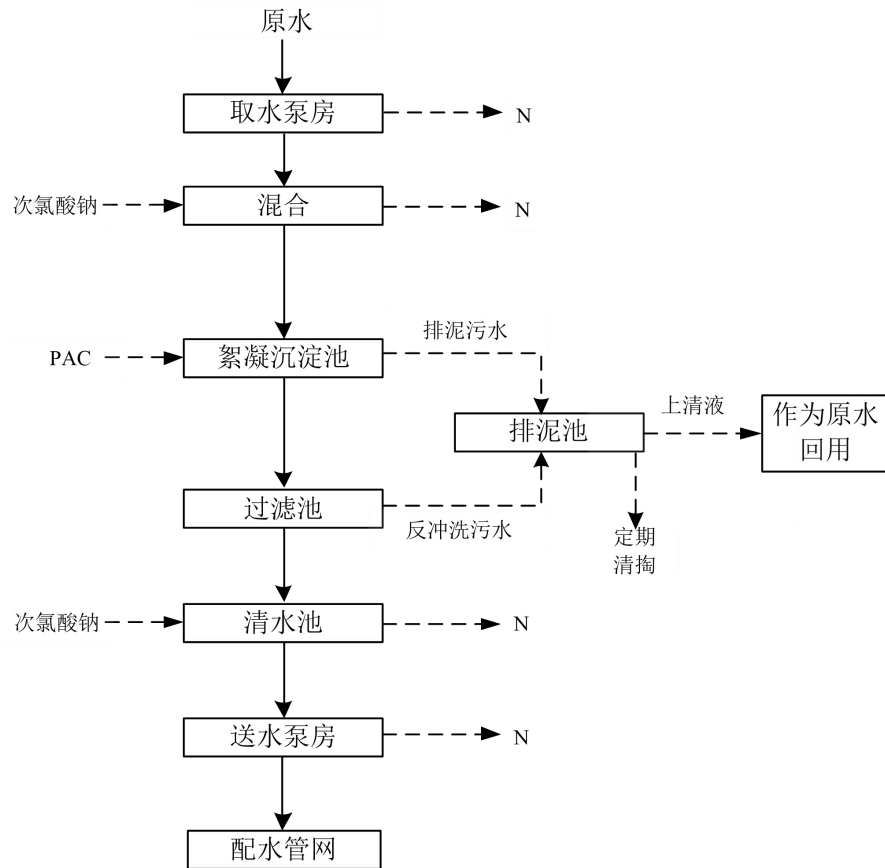 原水
取水泵房
N
次氯酸钠
混合
N
排泥污水
PAC
絮凝沉淀池
上清液
作为原水
回用
排泥池
过滤池
反冲洗污水
定期
清掏
次氯酸钠
清水池
N
送水泵房
N
配水管网